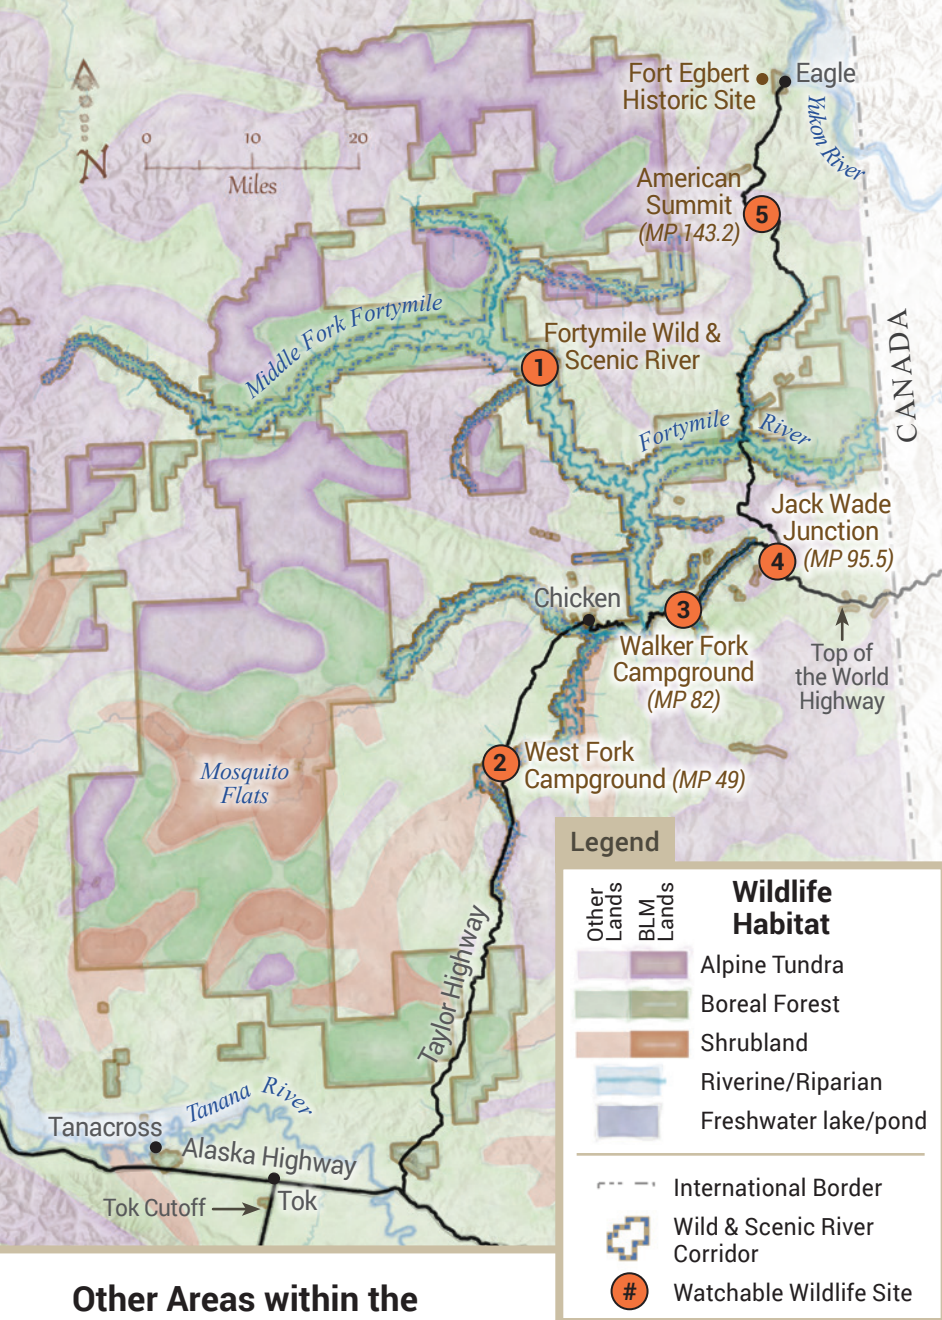 Fort Egbert
Historic Site
Eagle
Yukon River
N
0 10 20
Miles
American
Summit
(MP 143.2)
5
Middle Fork Fortymile
Fortymile Wild &
Scenic River
1
CANADA
Fortymile River
Jack Wade
Junction
(MP 95.5)
4
Chicken
3
Walker Fork
Campground
(MP 82)
Top of
the World
Highway
Mosquito
Flats
2
West Fork
Campground (MP 49)
Taylor Highway
Tanana River
Tanacross
Alaska Highway
Tok Cutoff
Tok
Legend
Other
Lands
BLM
Lands
Wildlife
Habitat
Alpine Tundra
Boreal Forest
Shrubland
Riverine/Riparian
Freshwater lake/pond
International Border
Wild & Scenic River
Corridor
# Watchable Wildlife Site
Other Areas within the